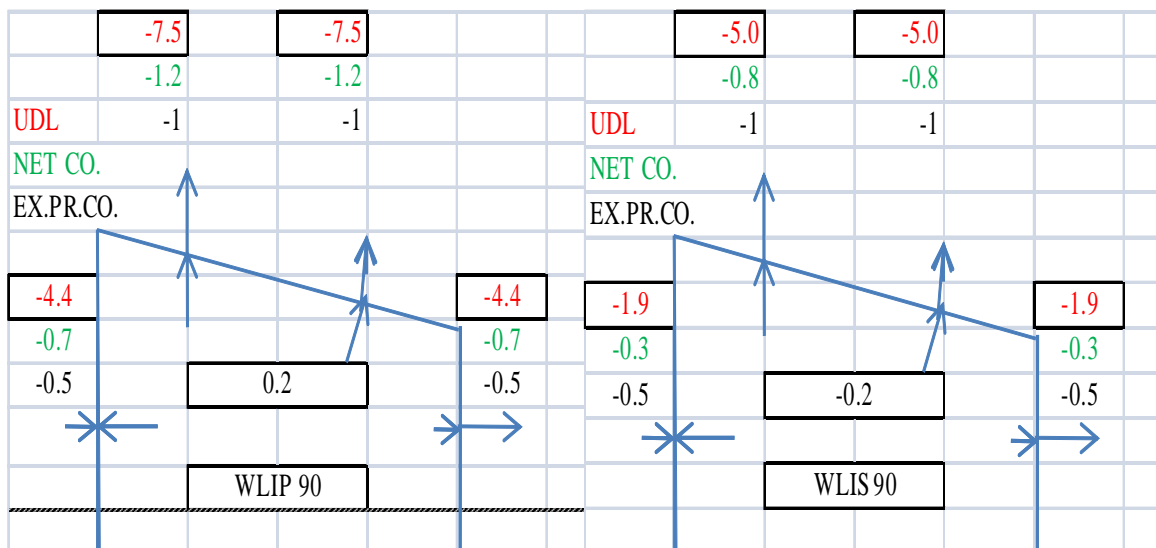 -7.5 -7.5
-1.2 -1.2
UDL -1 -1
NET CO.
EX.PR.CO.
-4.4 -4.4
-0.7 -0.7
-0.5 0.2 -0.5
WLIP 90
-5.0 -5.0
-0.8 -0.8
UDL -1 -1
NET CO.
EX.PR.CO.
-1.9 -1.9
-0.3 -0.3
-0.5 -0.2 -0.5
WLIS 90